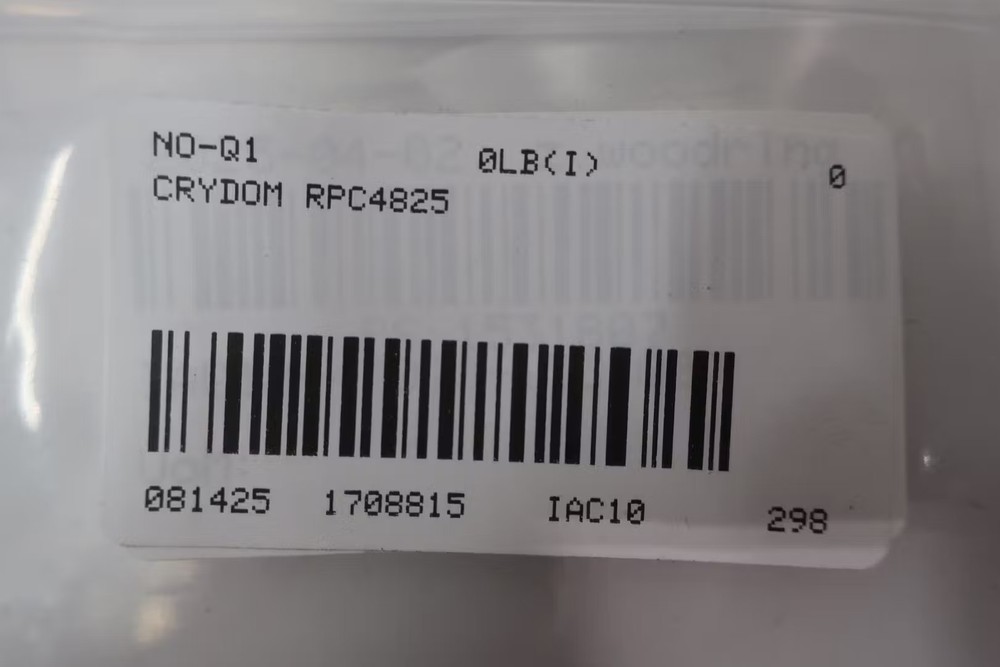 NO-Q1 0LB(I) 0
CRYDOM RPC4825
081425 1708815 IAC10 298